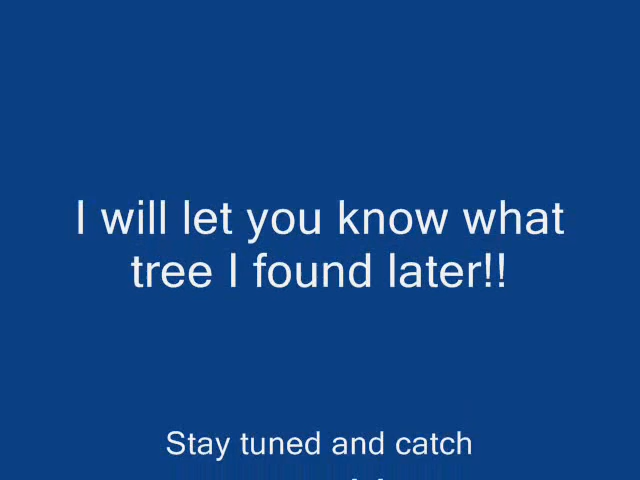 I will let you know what
tree I found later!!
Stay tuned and catch